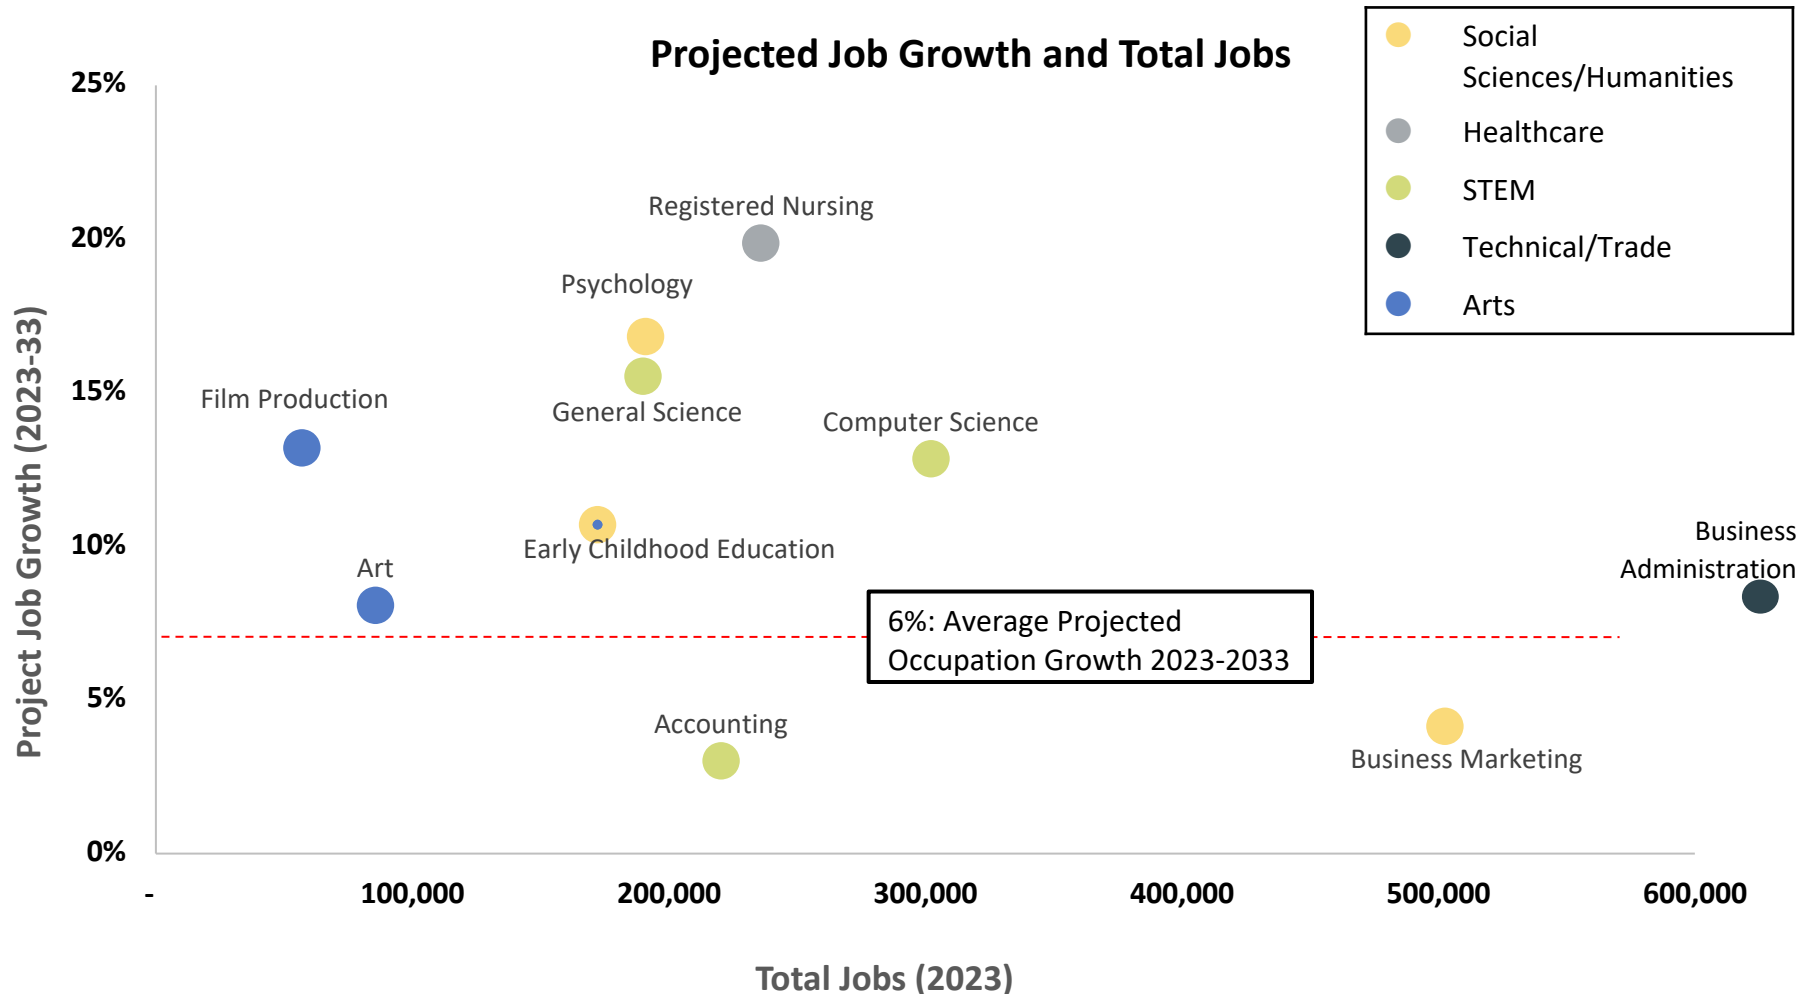 Projected Job Growth and Total Jobs
Social
Sciences/Humanities
Healthcare
STEM
Technical/Trade
Arts
Project Job Growth (2023-33)
25%
20%
15%
10%
5%
0%
Registered Nursing
Psychology
Film Production
General Science
Computer Science
Early Childhood Education
Art
Business
Administration
6%: Average Projected
Occupation Growth 2023-2033
Accounting
Business Marketing
-
100,000
200,000
300,000
400,000
500,000
600,000
Total Jobs (2023)